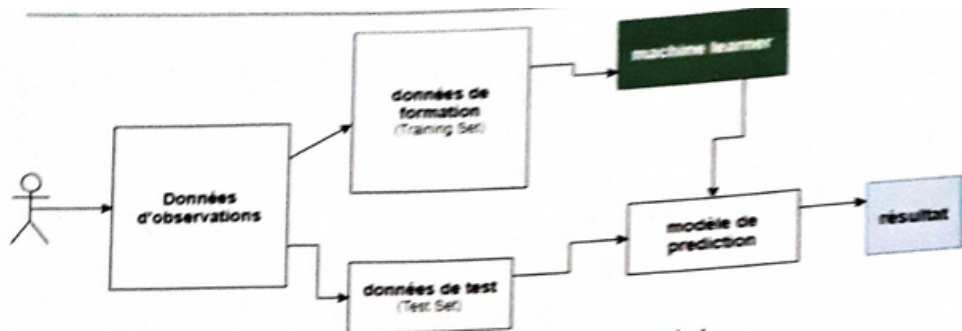 machine learner
données de
formation
(Training Set)
Données
d'observations
modèle de
prediction
résultat
données de test
(Test Set)